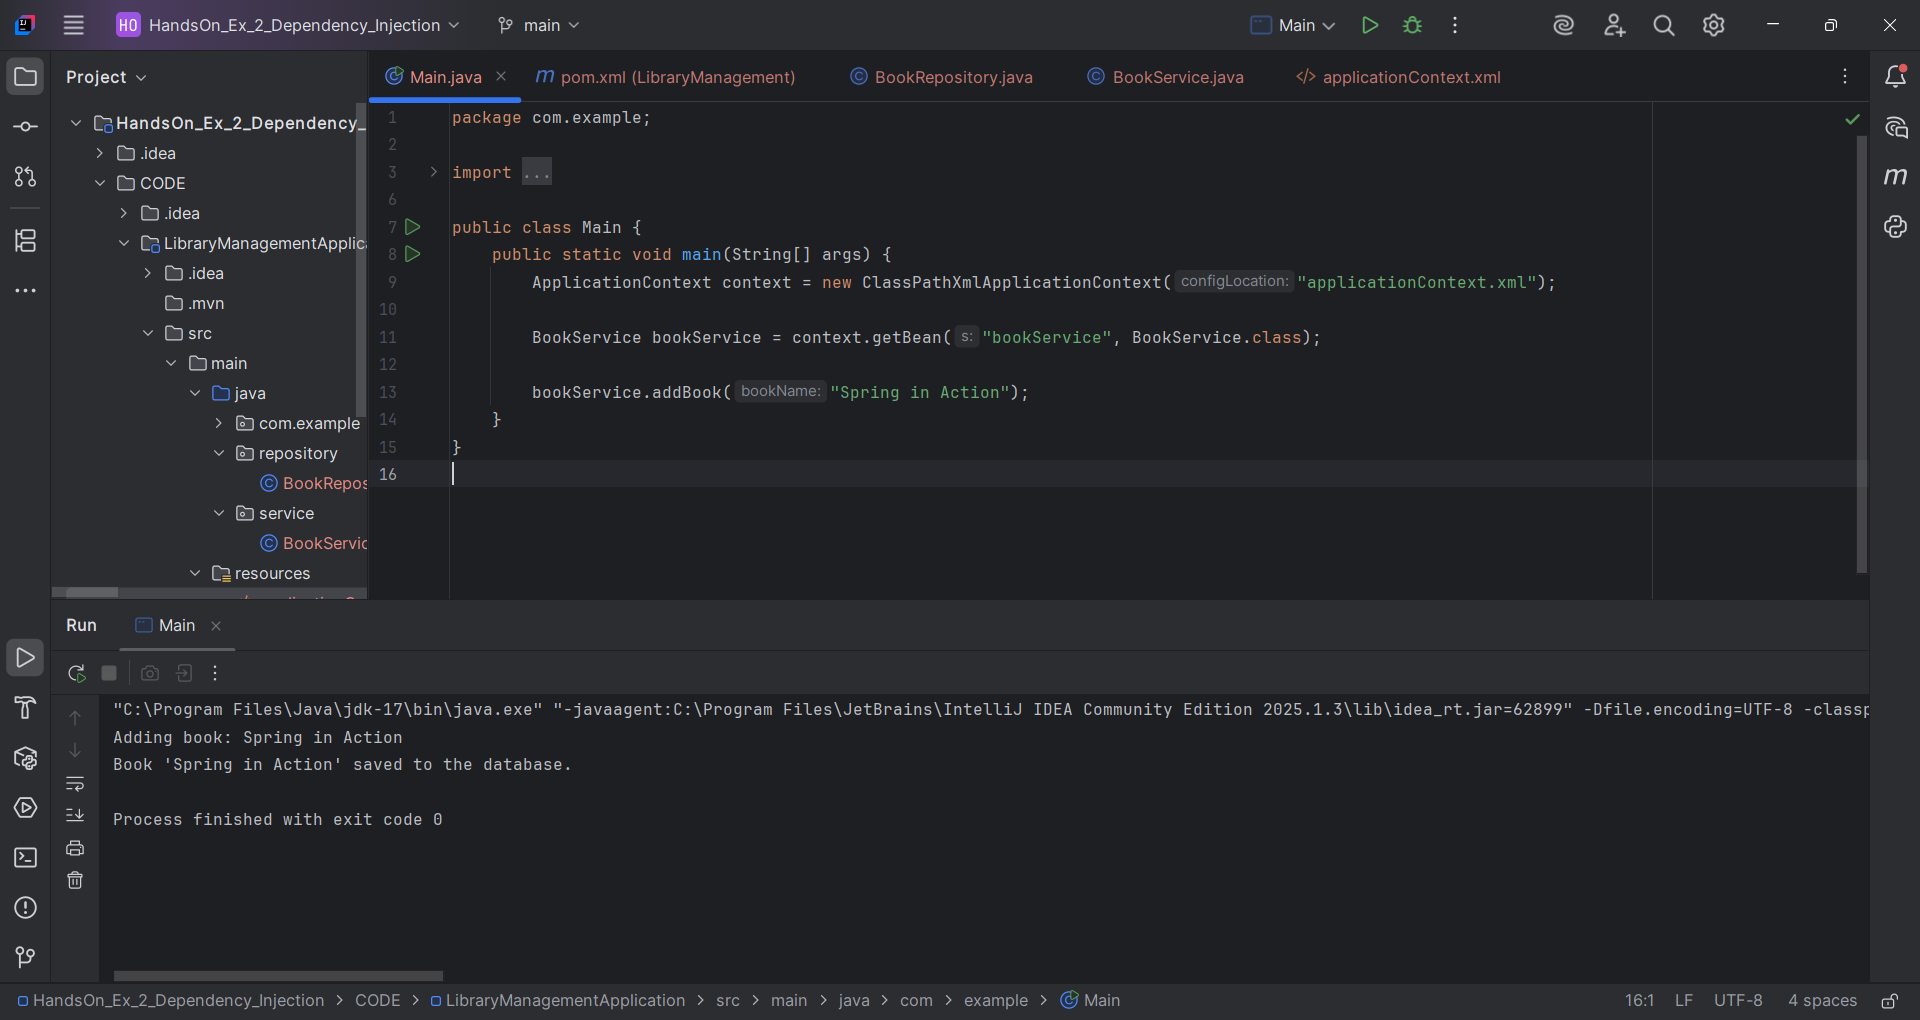 HO HandsOn_Ex_2_Dependency_Injection main Main
Project
Main.java
m pom.xml (LibraryManagement)
BookRepository.java
BookService.java
</> applicationContext.xml
HandsOn_Ex_2_Dependency_
.idea
CODE
.idea
LibraryManagementApplica
.idea
.mvn
src
main
java
com.example
repository
BookRepos
service
BookServic
resources
1 package com.example;
2
3 import ...
6
7 public class Main {
8 public static void main(String[] args) {
9 ApplicationContext context = new ClassPathXmlApplicationContext( configLocation: "applicationContext.xml");
10
11 BookService bookService = context.getBean( s: "bookService", BookService.class);
12
13 bookService.addBook( bookName: "Spring in Action");
14 }
15 }
16
Run Main
"C:\Program Files\Java\jdk-17\bin\java.exe" "-javaagent:C:\Program Files\JetBrains\IntelliJ IDEA Community Edition 2025.1.3\lib\idea_rt.jar=62899" -Dfile.encoding=UTF-8 -classp
Adding book: Spring in Action
Book 'Spring in Action' saved to the database.
Process finished with exit code 0
HandsOn_Ex_2_Dependency_Injection > CODE > LibraryManagementApplication > src > main > java > com > example > Main 16:1 LF UTF-8 4 spaces